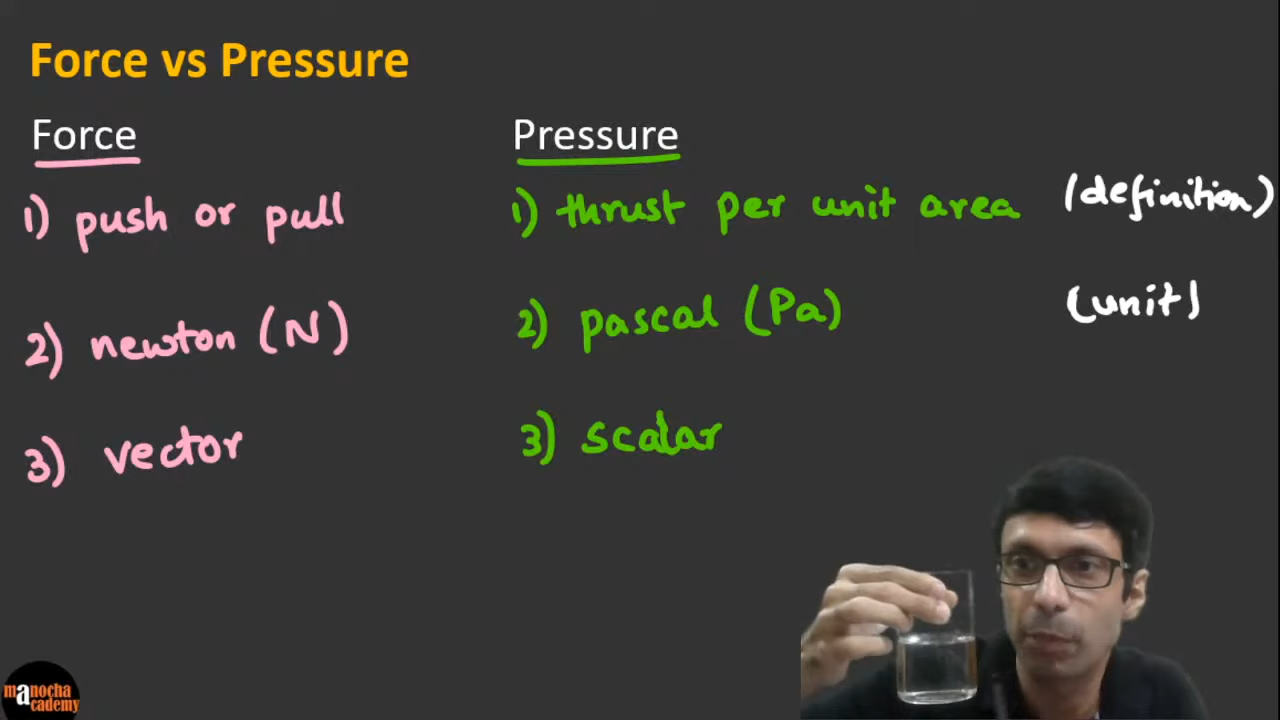 Force vs Pressure
Force
Pressure
1) push or pull
1) thrust per unit area (definition)
2) newton (N)
2) pascal (Pa) (unit)
3) vector
3) scalar
manocha
academy